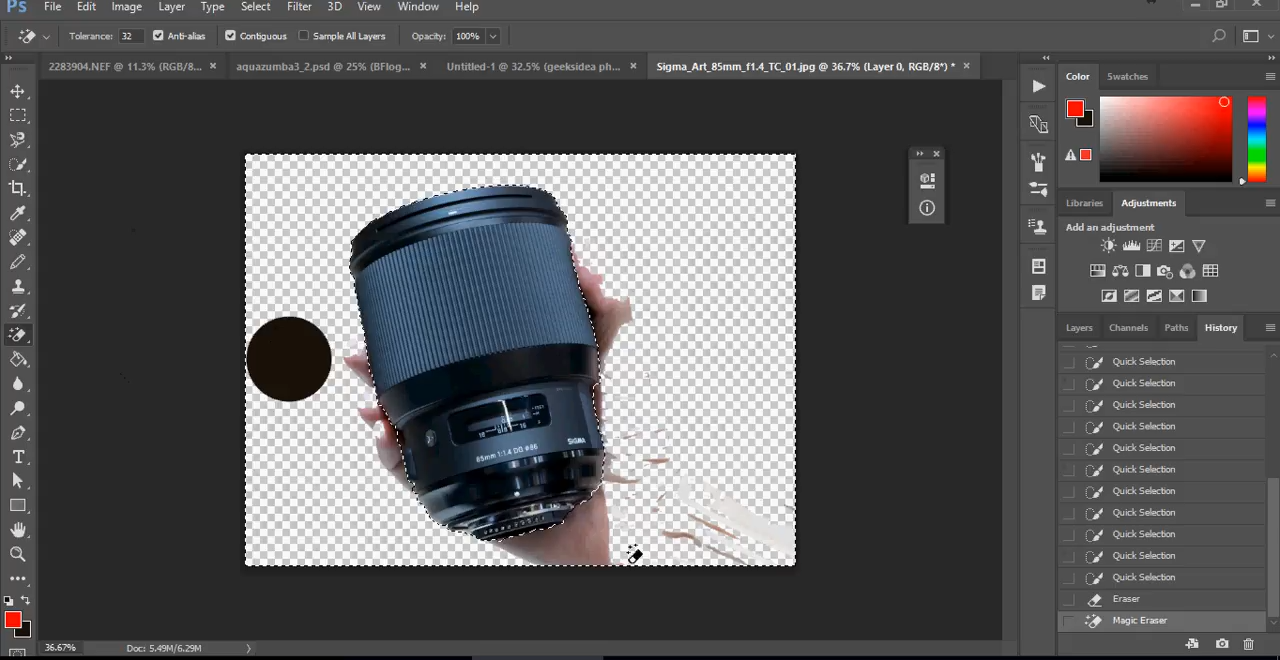 Ps File Edit Image Layer Type Select Filter 3D View Window Help
Tolerance: 32 Anti-alias Contiguous Sample All Layers Opacity: 100%
2283904.NEF @ 11.3% (RGB/8... × aquazumba3_2.psd @ 25% (BFlog... × Untitled-1 @ 32.5% (geeksidea ph... × Sigma_Art_85mm_f1.4_TC_01.jpg @ 36.7% (Layer 0, RGB/8*) * ×
Color Swatches
Libraries Adjustments
Add an adjustment
Layers Channels Paths History
Quick Selection
Quick Selection
Quick Selection
Quick Selection
Quick Selection
Quick Selection
Quick Selection
Quick Selection
Quick Selection
Quick Selection
Quick Selection
Eraser
Magic Eraser
SIGMA
85mm 1:1.4 DG ø86
36.67% Doc: 5.49M/6.29M